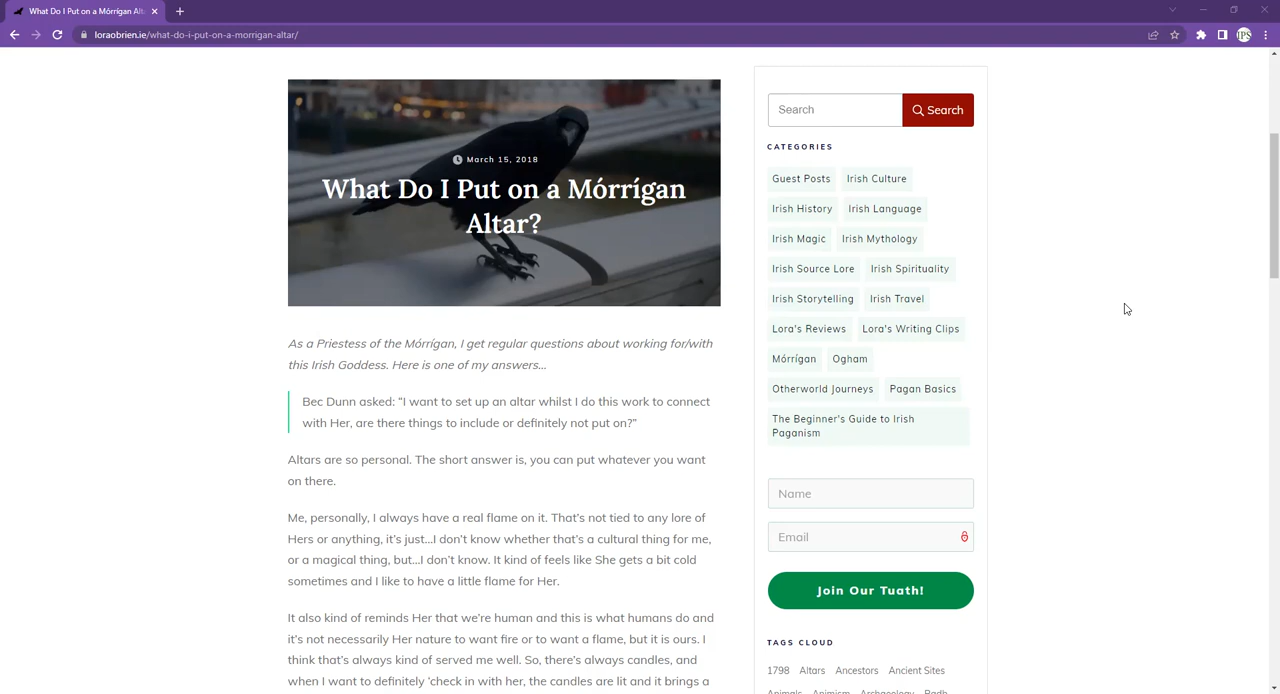 What Do I Put on a Mórrígan Alt
loraobrien.ie/what-do-i-put-on-a-morrigan-altar/
JPS
March 15, 2018
What Do I Put on a Mórrígan
Altar?
As a Priestess of the Mórrígan, I get regular questions about working for/with
this Irish Goddess. Here is one of my answers…
Bec Dunn asked: “I want to set up an altar whilst I do this work to connect
with Her, are there things to include or definitely not put on?”
Altars are so personal. The short answer is, you can put whatever you want
on there.
Me, personally, I always have a real flame on it. That’s not tied to any lore of
Hers or anything, it’s just…I don’t know whether that’s a cultural thing for me,
or a magical thing, but…I don’t know. It kind of feels like She gets a bit cold
sometimes and I like to have a little flame for Her.
It also kind of reminds Her that we’re human and this is what humans do and
it’s not necessarily Her nature to want fire or to want a flame, but it is ours. I
think that’s always kind of served me well. So, there’s always candles, and
when I want to definitely ‘check in with her, the candles are lit and it brings a
Search
Search
CATEGORIES
Guest Posts
Irish Culture
Irish History
Irish Language
Irish Magic
Irish Mythology
Irish Source Lore
Irish Spirituality
Irish Storytelling
Irish Travel
Lora's Reviews
Lora's Writing Clips
Mórrígan
Ogham
Otherworld Journeys
Pagan Basics
The Beginner's Guide to Irish
Paganism
Name
Email
Join Our Tuath!
TAGS CLOUD
1798
Altars
Ancestors
Ancient Sites
Animals
Animism
Archaeology
Badb